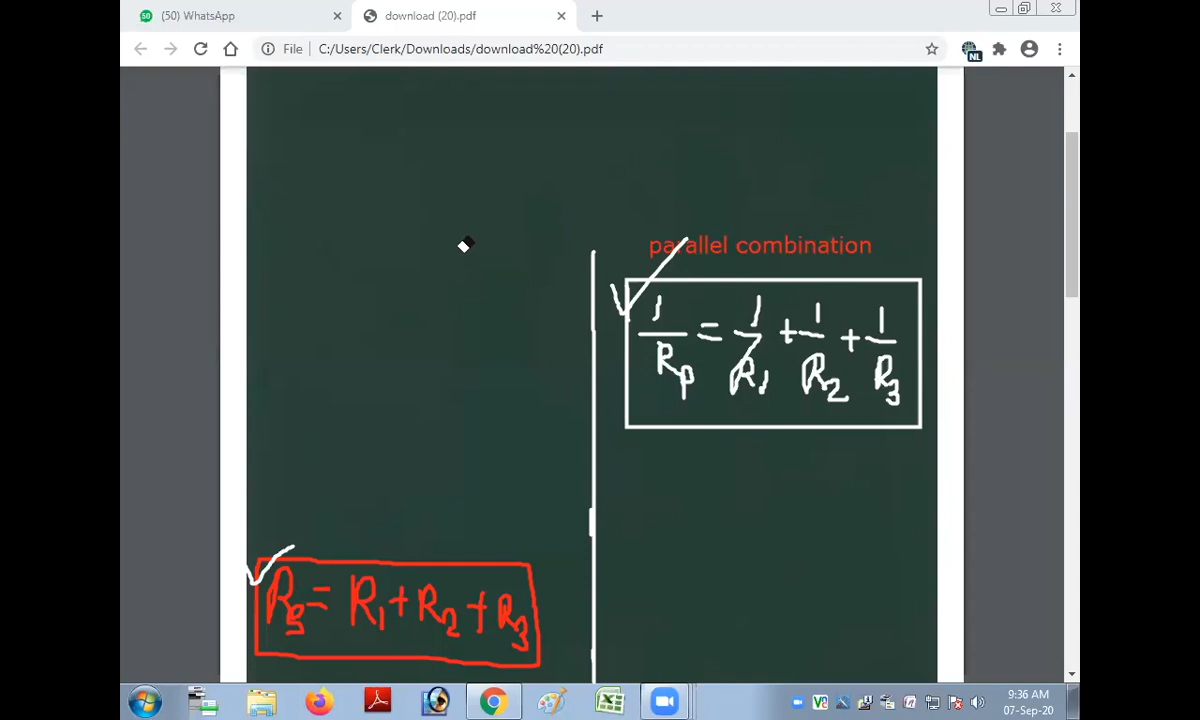 (50) WhatsApp
download (20).pdf
File
C:/Users/Clerk/Downloads/download%20(20).pdf
NL
parallel combination
1/Rp = 1/R1 + 1/R2 + 1/R3
Rs = R1 + R2 + R3
9:36 AM
07-Sep-20